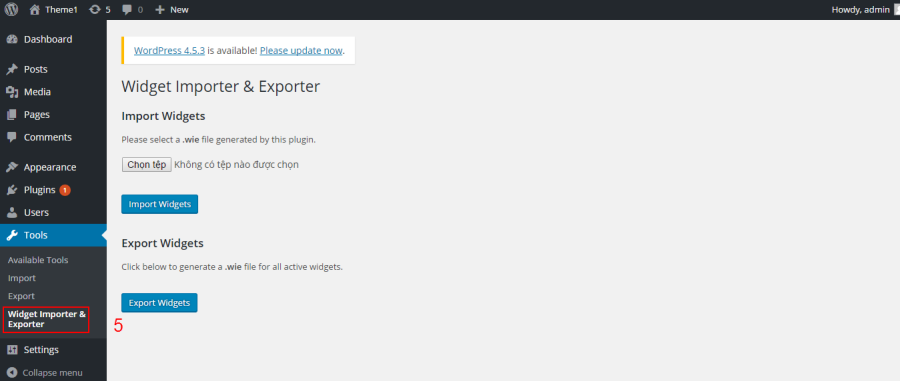 Theme1 5 0 New Howdy, admin
Dashboard
Posts
Media
Pages
Comments
Appearance
Plugins 1
Users
Tools
Available Tools
Import
Export
Widget Importer &
Exporter
Settings
Collapse menu
WordPress 4.5.3 is available! Please update now.
Widget Importer & Exporter
Import Widgets
Please select a .wie file generated by this plugin.
Chọn tệp Không có tệp nào được chọn
Import Widgets
Export Widgets
Click below to generate a .wie file for all active widgets.
Export Widgets
5